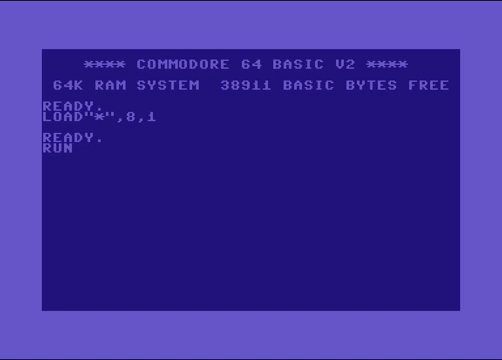 **** COMMODORE 64 BASIC V2 ****
64K RAM SYSTEM  38911 BASIC BYTES FREE
READY.
LOAD"*",8,1
READY.
RUN